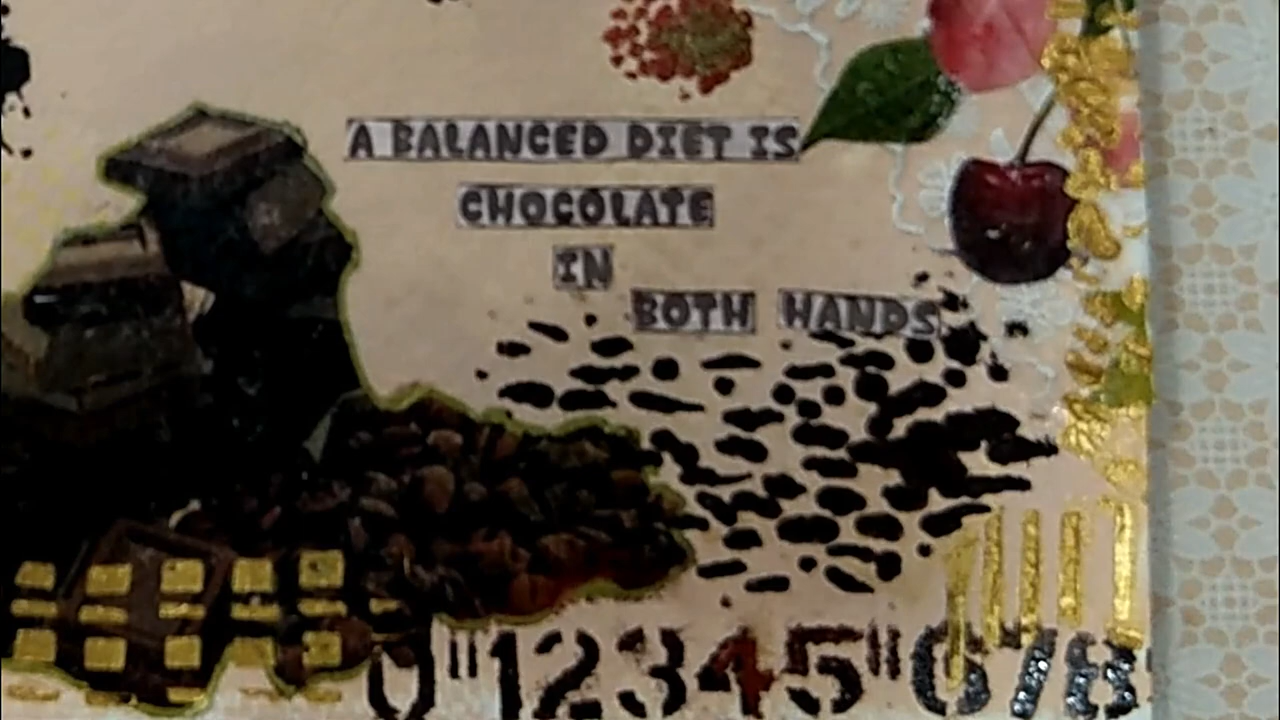 A BALANCED DIET IS
CHOCOLATE
IN
BOTH HANDS
0"12345"678